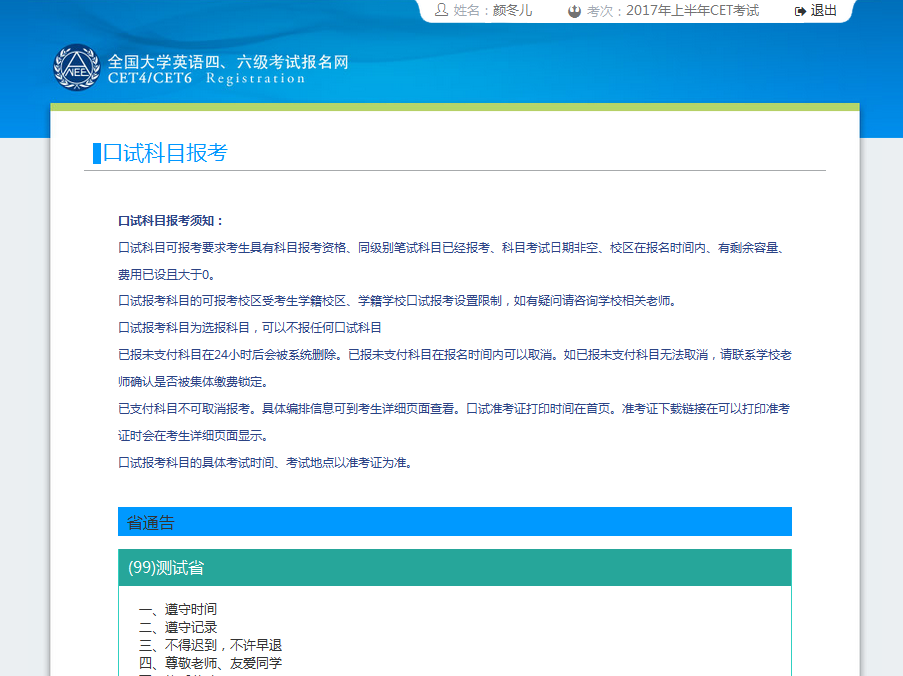 姓名：颜冬儿 考次：2017年上半年CET考试 退出
NEEA
全国大学英语四、六级考试报名网
CET4/CET6 Registration
口试科目报考
口试科目报考须知：
口试科目可报考要求考生具有科目报考资格、同级别笔试科目已经报考、科目考试日期非空、校区在报名时间内、有剩余容量、
费用已设且大于0。
口试报考科目的可报考校区受考生学籍校区、学籍学校口试报考设置限制，如有疑问请咨询学校相关老师。
口试报考科目为选报科目，可以不报任何口试科目
已报未支付科目在24小时后会被系统删除。已报未支付科目在报名时间内可以取消。如已报未支付科目无法取消，请联系学校老
师确认是否被集体缴费锁定。
已支付科目不可取消报考。具体编排信息可到考生详细页面查看。口试准考证打印时间在首页。准考证下载链接在可以打印准考
证时会在考生详细页面显示。
口试报考科目的具体考试时间、考试地点以准考证为准。
省通告
(99)测试省
一、遵守时间
二、遵守记录
三、不得迟到，不许早退
四、尊敬老师、友爱同学